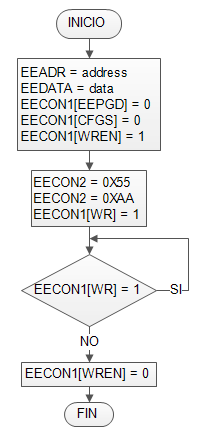 INICIO
EEADR = address
EEDATA = data
EECON1[EEPGD] = 0
EECON1[CFGS] = 0
EECON1[WREN] = 1
EECON2 = 0X55
EECON2 = 0XAA
EECON1[WR] = 1
EECON1[WR] = 1
SI
NO
EECON1[WREN] = 0
FIN